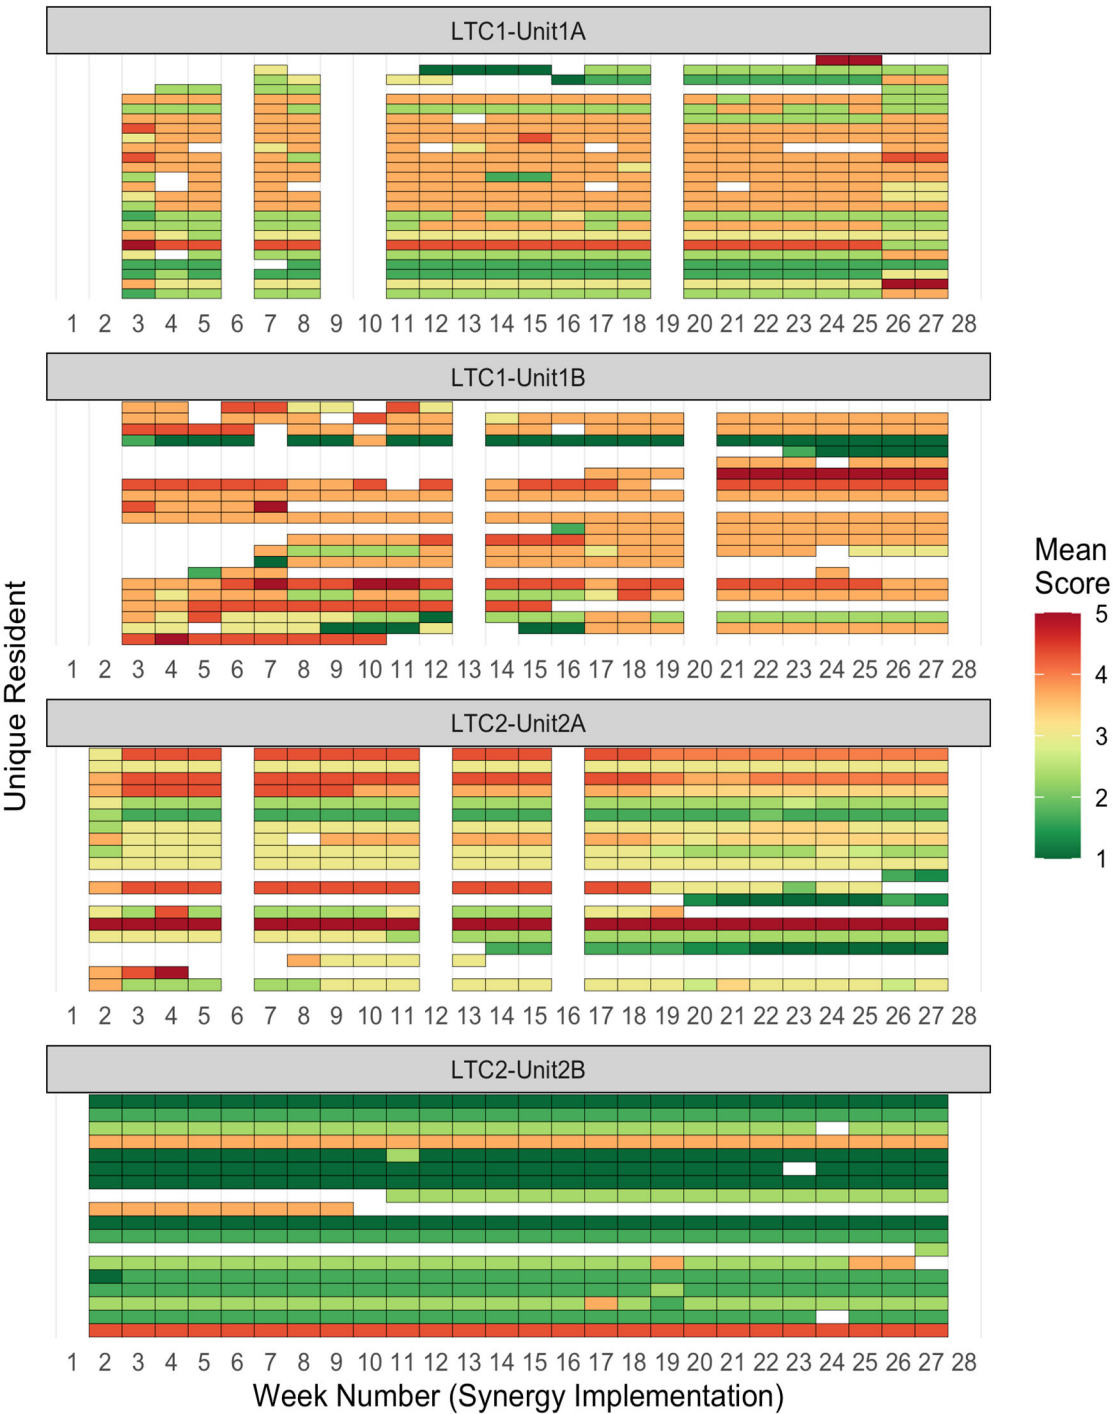 LTC1-Unit1A
1 2 3 4 5 6 7 8 9 10 11 12 13 14 15 16 17 18 19 20 21 22 23 24 25 26 27 28
LTC1-Unit1B
1 2 3 4 5 6 7 8 9 10 11 12 13 14 15 16 17 18 19 20 21 22 23 24 25 26 27 28
LTC2-Unit2A
1 2 3 4 5 6 7 8 9 10 11 12 13 14 15 16 17 18 19 20 21 22 23 24 25 26 27 28
LTC2-Unit2B
1 2 3 4 5 6 7 8 9 10 11 12 13 14 15 16 17 18 19 20 21 22 23 24 25 26 27 28
Week Number (Synergy Implementation)
Unique Resident
Mean
Score
5
4
3
2
1